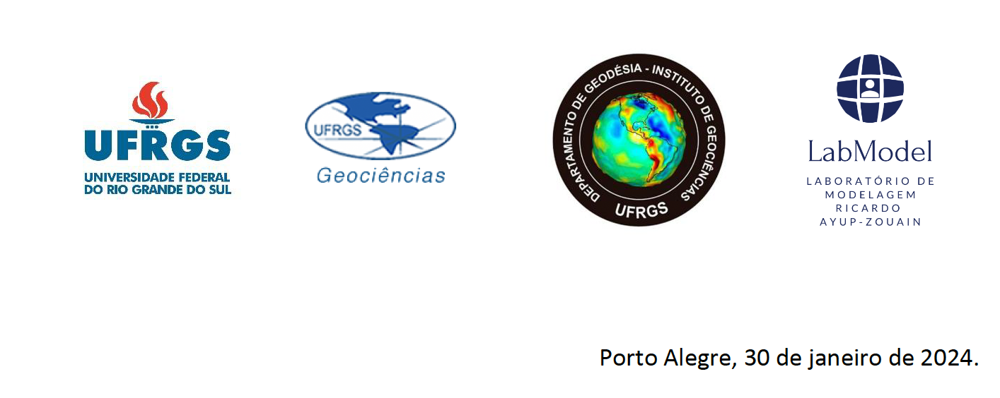 UFRGS
UNIVERSIDADE FEDERAL
DO RIO GRANDE DO SUL
UFRGS
Geociências
DEPARTAMENTO DE GEODÉSIA - INSTITUTO DE GEOCIÊNCIAS
UFRGS
LabModel
LABORATÓRIO DE
MODELAGEM
RICARDO
AYUP-ZOUAIN
Porto Alegre, 30 de janeiro de 2024.